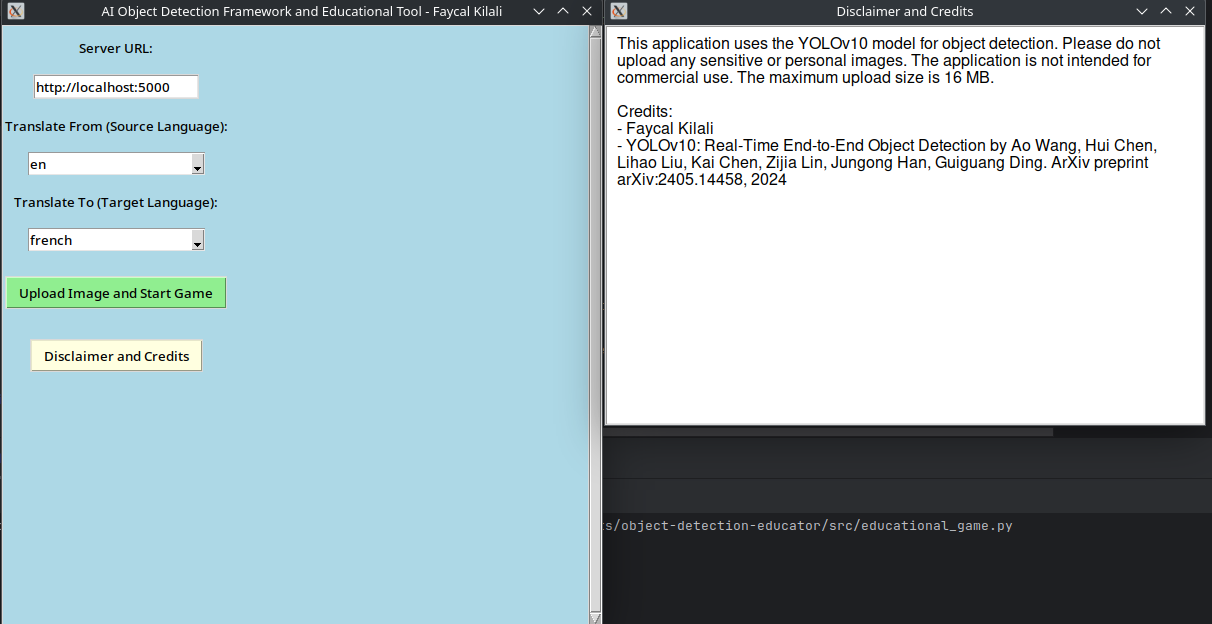 AI Object Detection Framework and Educational Tool - Faycal Kilali
Server URL:
http://localhost:5000
Translate From (Source Language):
en
Translate To (Target Language):
french
Upload Image and Start Game
Disclaimer and Credits
Disclaimer and Credits
This application uses the YOLOv10 model for object detection. Please do not
upload any sensitive or personal images. The application is not intended for
commercial use. The maximum upload size is 16 MB.
Credits:
- Faycal Kilali
- YOLOv10: Real-Time End-to-End Object Detection by Ao Wang, Hui Chen,
Lihao Liu, Kai Chen, Zijia Lin, Jungong Han, Guiguang Ding. ArXiv preprint
arXiv:2405.14458, 2024
s/object-detection-educator/src/educational_game.py